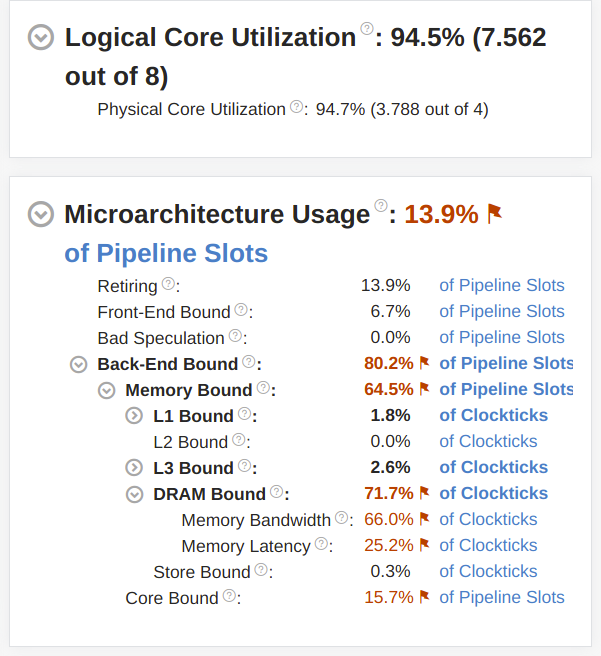 Logical Core Utilization ?: 94.5% (7.562
out of 8)
Physical Core Utilization ?: 94.7% (3.788 out of 4)
Microarchitecture Usage ?: 13.9%
of Pipeline Slots
Retiring ?: 13.9% of Pipeline Slots
Front-End Bound ?: 6.7% of Pipeline Slots
Bad Speculation ?: 0.0% of Pipeline Slots
Back-End Bound ?: 80.2% of Pipeline Slots
Memory Bound ?: 64.5% of Pipeline Slots
L1 Bound ?: 1.8% of Clockticks
L2 Bound ?: 0.0% of Clockticks
L3 Bound ?: 2.6% of Clockticks
DRAM Bound ?: 71.7% of Clockticks
Memory Bandwidth ?: 66.0% of Clockticks
Memory Latency ?: 25.2% of Clockticks
Store Bound ?: 0.3% of Clockticks
Core Bound ?: 15.7% of Pipeline Slots